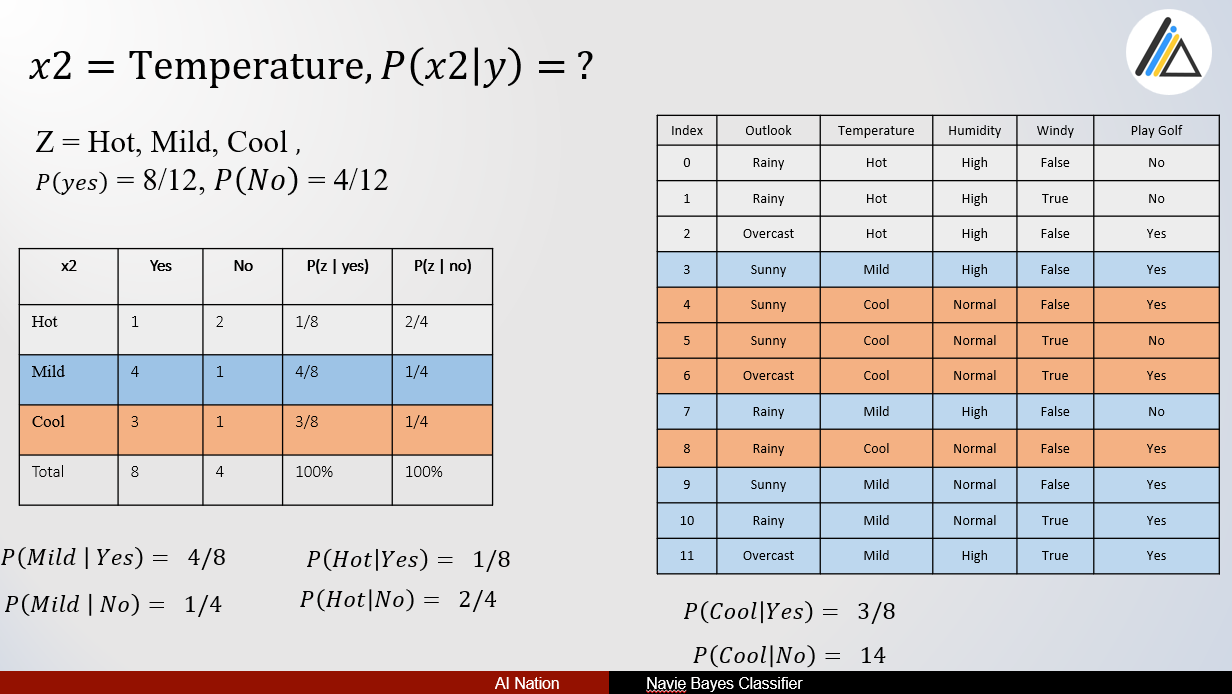 x2 = Temperature, P(x2|y) = ?
Z = Hot, Mild, Cool ,
P(yes) = 8/12, P(No) = 4/12
x2 Yes No P(z | yes) P(z | no)
Hot 1 2 1/8 2/4
Mild 4 1 4/8 1/4
Cool 3 1 3/8 1/4
Total 8 4 100% 100%
P(Mild | Yes) = 4/8
P(Mild | No) = 1/4
P(Hot|Yes) = 1/8
P(Hot|No) = 2/4
Index Outlook Temperature Humidity Windy Play Golf
0 Rainy Hot High False No
1 Rainy Hot High True No
2 Overcast Hot High False Yes
3 Sunny Mild High False Yes
4 Sunny Cool Normal False Yes
5 Sunny Cool Normal True No
6 Overcast Cool Normal True Yes
7 Rainy Mild High False No
8 Rainy Cool Normal False Yes
9 Sunny Mild Normal False Yes
10 Rainy Mild Normal True Yes
11 Overcast Mild High True Yes
P(Cool|Yes) = 3/8
P(Cool|No) = 14
AI Nation
Navie Bayes Classifier